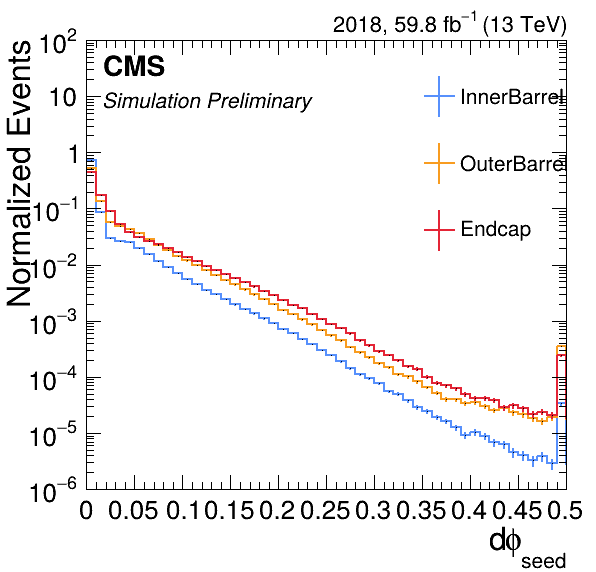 2018, 59.8 fb⁻¹ (13 TeV)
CMS
Simulation Preliminary
InnerBarrel
OuterBarrel
Endcap
Normalized Events
10²
10
1
10⁻¹
10⁻²
10⁻³
10⁻⁴
10⁻⁵
10⁻⁶
0 0.05 0.1 0.15 0.2 0.25 0.3 0.35 0.4 0.45 0.5
dϕseed